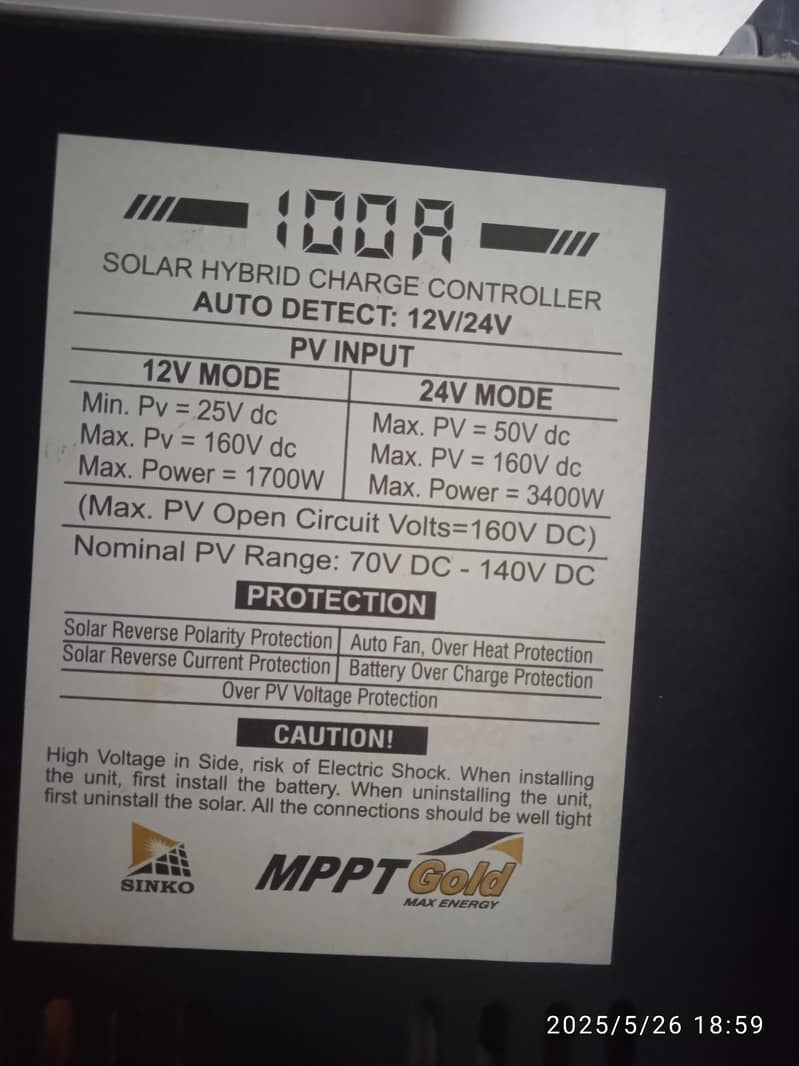 100A
SOLAR HYBRID CHARGE CONTROLLER
AUTO DETECT: 12V/24V
PV INPUT
12V MODE
Min. Pv = 25V dc
Max. Pv = 160V dc
Max. Power = 1700W
24V MODE
Max. PV = 50V dc
Max. PV = 160V dc
Max. Power = 3400W
(Max. PV Open Circuit Volts=160V DC)
Nominal PV Range: 70V DC - 140V DC
PROTECTION
Solar Reverse Polarity Protection
Auto Fan, Over Heat Protection
Solar Reverse Current Protection
Battery Over Charge Protection
Over PV Voltage Protection
CAUTION!
High Voltage in Side, risk of Electric Shock. When installing
the unit, first install the battery. When uninstalling the unit,
first uninstall the solar. All the connections should be well tight
SINKO
MPPT Gold
MAX ENERGY
2025/5/26 18:59